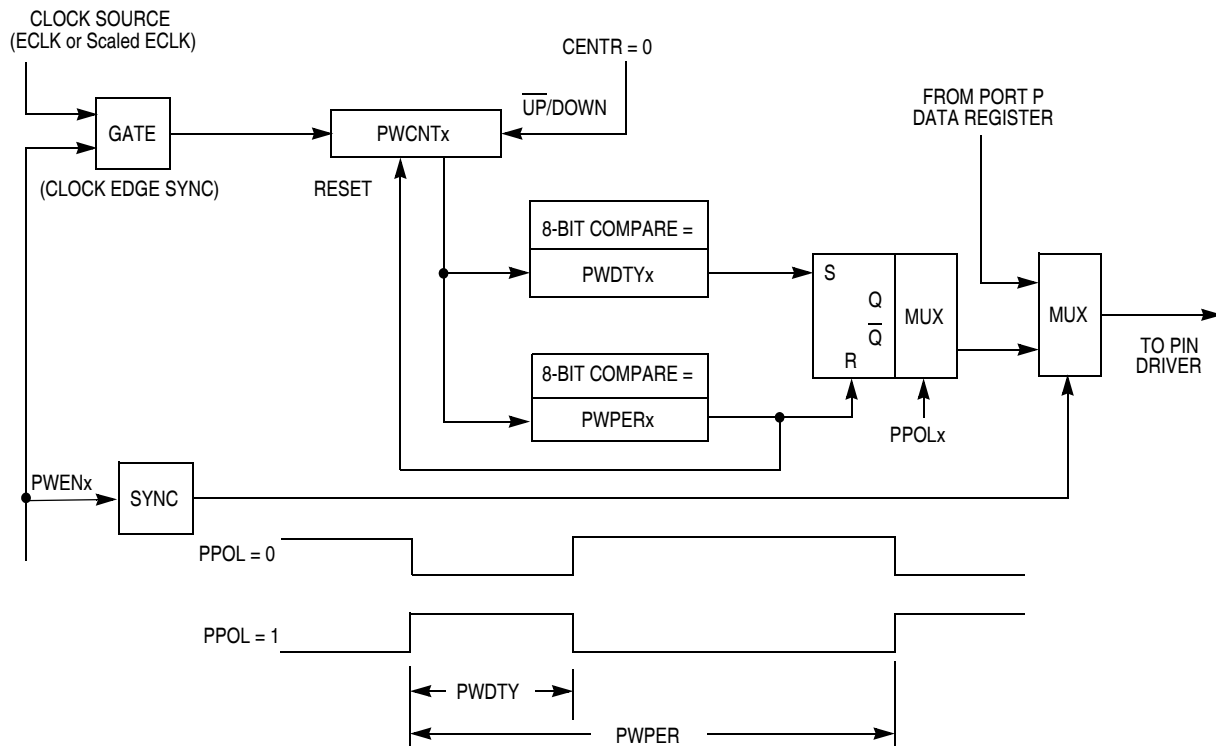 CLOCK SOURCE
(ECLK or Scaled ECLK)
CENTR = 0
U̅P̅/DOWN
FROM PORT P
DATA REGISTER
GATE
PWCNTx
(CLOCK EDGE SYNC)
RESET
8-BIT COMPARE =
PWDTYx
S
Q
Q̅
R
MUX
MUX
TO PIN
DRIVER
8-BIT COMPARE =
PWPERx
PPOLx
PWENx
SYNC
PPOL = 0
PPOL = 1
PWDTY
PWPER